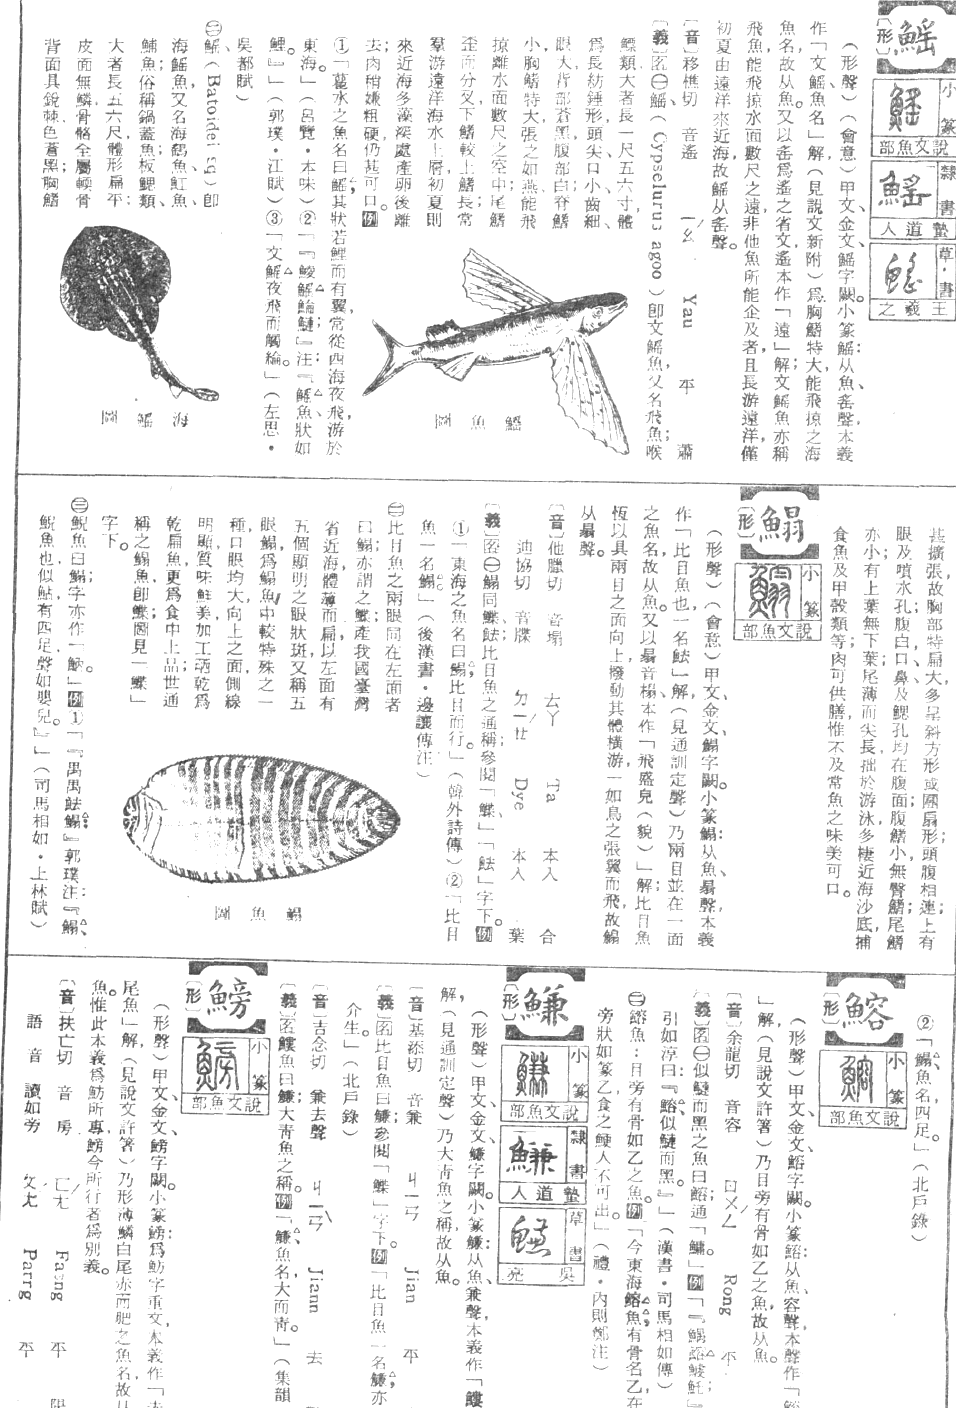 鰩
〔形〕
小篆
說文魚部
隸書
蟄道人
草‧書
王羲之
（形聲）（會意）甲文、金文、鰩字闕。小篆鰩：从魚、䍃聲，本義
作「文鰩，魚名」解，（見說文新附）爲胸鰭特大，能飛掠之海
魚名，故从魚。又以䍃爲遙之省文，遙本作「遠」解；文鰩魚亦稱
飛魚，能飛掠水面數尺之遠，非他魚所能企及者，且長游遠洋，僅
初夏由遠洋來近海，故鰩从䍃聲。
〔音〕移樵切 音遙 ㄧㄠˊ Yau 平 蕭
〔義〕名㊀鰩（Cypselurus agoo）卽文鰩魚，又名飛魚；喉
鰾類，大者長一尺五六寸，體
爲長紡錘形，頭尖，口小，齒細、
眼大，背部蒼黑，腹部白，脊鰭
小，胸鰭特大，張之如燕，能飛
掠離水面數尺之空中，尾鰭
歪而分叉，下鰭較上鰭長，常
羣游遠洋海水上層，初夏則
來近海多藻深處產卵後離
去，肉稍嫌粗硬，仍甚可口。例
①「雚水之魚名曰鰩，其狀若鯉而有翼，常從西海夜飛，游於
東海。」（呂覽‧本味）②「『鯪鰩鯩鰱』注：『鰩魚，狀如
鯉。』」（郭璞‧江賦）③「文鰩夜飛而觸綸。」（左思‧
吳都賦）
㊁鰩（Batoidei sq）卽
海鰩魚，又名海鷂魚、魟魚、
鯆魚，俗稱鍋蓋魚；板鰓類，
大者長五六尺，體形扁平，
皮面無鱗，骨骼全屬輭骨，
背面具銳棘，色蒼黑，胸鰭
鰩魚圖
海鰩圖
甚擴張，故胸部特扁大，多呈斜方形或團扇形；頭腹相連；上有
眼及噴水孔，腹白，口、鼻及鰓孔均在腹面；腹鰭小，無臀鰭；尾鰭
亦小，有上葉無下葉；尾薄而尖長，拙於游泳，多棲近海沙底，捕
食魚及甲殼類等；肉可供膳，惟不及常魚之味美可口。
鰨
〔形〕
小篆
說文魚部
（形聲）（會意）甲文、金文、鰨字闕。小篆鰨：从魚、𦐇聲，本義
作「比目魚也，一名魼」解，（見通訓定聲）乃兩目並在一面
之魚名，故从魚。又以𦐇音榻，本作「飛盛皃（貌）」解；比目魚
恆以具兩目之面向上，撥動其體橫游，一如鳥之張翼而飛，故鰨
从𦐇聲。
〔音〕他臘切 音塌 ㄊㄚ Ta 本入 合
迪協切 音牒 ㄉㄧㄝˊ Dye 本入 葉
〔義〕名㊀鰨同鰈、魼，比目魚之通稱，參閱「鰈」、「魼」字下。例
①「東海之魚名曰鰨，比目而行。」（韓外詩傳）②「比目
魚一名鰨。」（後漢書‧邊讓傳注）
㊁比目魚之兩眼同在左面者
曰鰨，亦謂之鰜；產我國臺灣
省近海，體薄而扁，以左面有
五個顯明之眼狀斑，又稱五
眼鰨，爲鰨魚中較特殊之一
種；口眼均大，向上之面，側線
明顯，質味鮮美，加工葫乾爲
乾扁魚，更爲食中上品；世通
稱之鰨魚，卽鰈，圖見「鰈」
字下。
㊂鯢魚曰鰨，字亦作「魶」。例①「『禺禺魼鰨』郭璞注：『鰨，
鯢魚也，似鮎，有四足，聲如嬰兒。』」（司馬相如‧上林賦）
鰨魚圖
②「鰨，魚名，四足。」（北戶錄）
鰫
〔形〕
小篆
說文魚部
（形聲）甲文、金文、鰫字闕。小篆鰫：从魚、容聲，本聲作「鰫
」解，（見說文許箸）乃目旁有骨如乙之魚，故从魚。
〔音〕余龍切 音容 ㄖㄨㄥˊ Rong 平
〔義〕名㊀似鰱而黑之魚曰鰫，通「鱅」。例「『鰅鰫鰬魠』
引如淳曰：『鰫似鰱而黑。』」（漢書‧司馬相如傳）
㊁鰫魚：目旁有骨如乙之魚。例「今東海鰫魚有骨名乙，在
旁，狀如篆乙，食之鯁人不可出。」（禮‧內則鄭注）
鰜
〔形〕
小篆
說文魚部
隸書
蟄道人
草書
吳亮
（形聲）甲文、金文、鰜字闕。小篆鰜：从魚、兼聲，本義作「鰱
解，（見通訓定聲）乃大靑魚之稱，故从魚。
〔音〕基添切 音兼 ㄐㄧㄢ Jian 平
〔義〕名比目魚曰鰜，參閱「鰈」字下。例「比目魚一名鰜，亦
介生。」（北戶錄）
〔音〕吉念切 兼去聲 ㄐㄧㄢˋ Jiann 去
〔義〕名鰱魚曰鰜，大靑魚之稱。例「鰜，魚名，大而靑。」（集韻
鰟
〔形〕
小篆
說文魚部
（形聲）甲文、金文、鰟字闕。小篆鰟：爲魴字重文，本義作「赤
尾魚」解，（見說文許箸）乃形薄鱗白尾赤而肥之魚名，故从
魚。惟此本義爲魴所專，鰟今所行者爲別義。
〔音〕扶亡切 音房 ㄈㄤˊ Farng 平 陽
語音 讀如旁 ㄆㄤˊ Parng 平